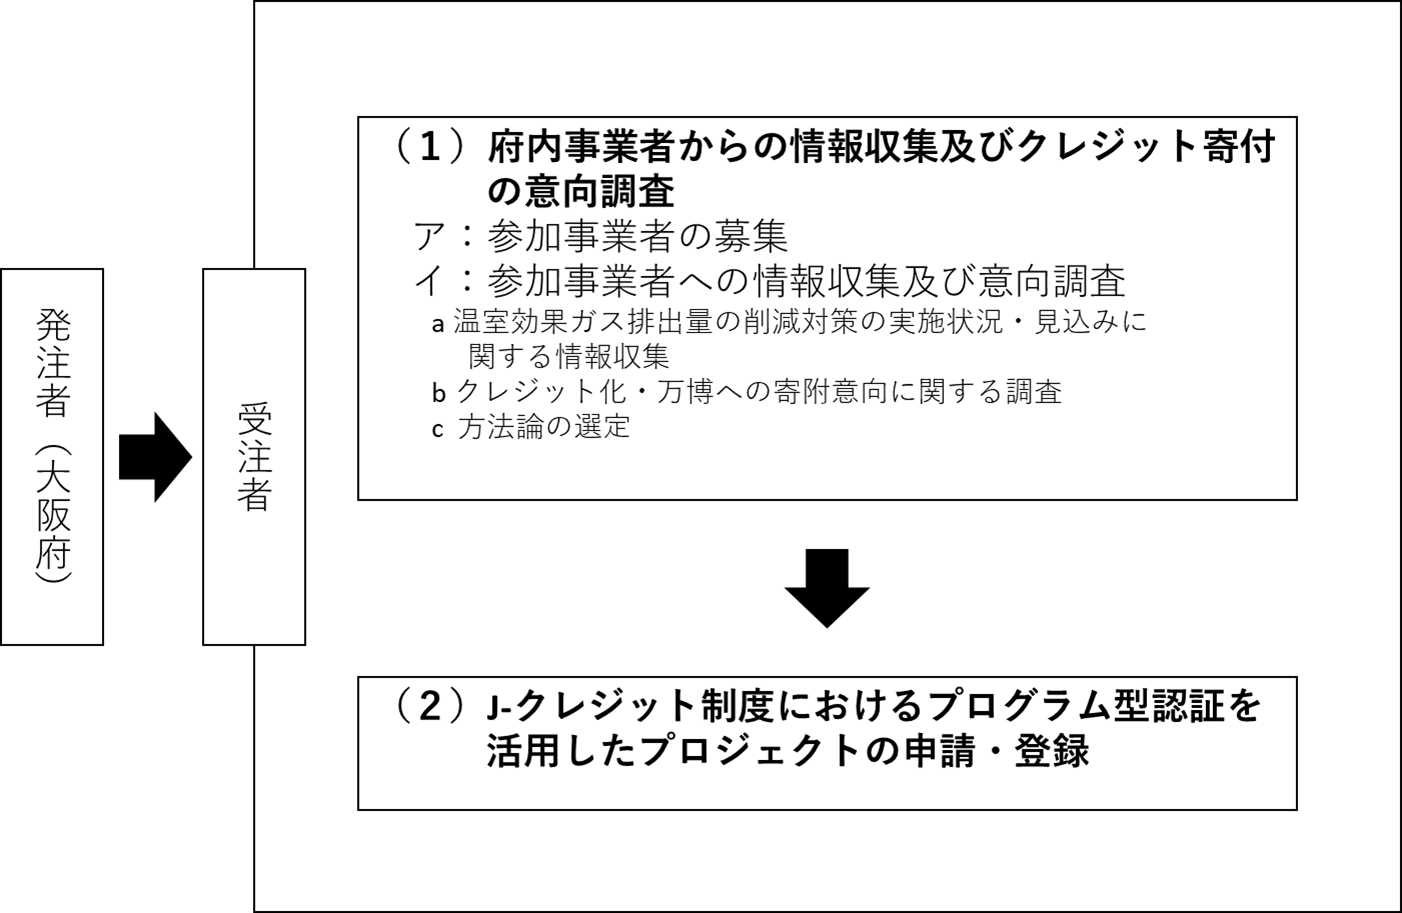 発注者（大阪府）
受注者
（１）府内事業者からの情報収集及びクレジット寄付
の意向調査
ア：参加事業者の募集
イ：参加事業者への情報収集及び意向調査
a 温室効果ガス排出量の削減対策の実施状況・見込みに
関する情報収集
b クレジット化・万博への寄附意向に関する調査
c 方法論の選定
（２）J-クレジット制度におけるプログラム型認証を
活用したプロジェクトの申請・登録